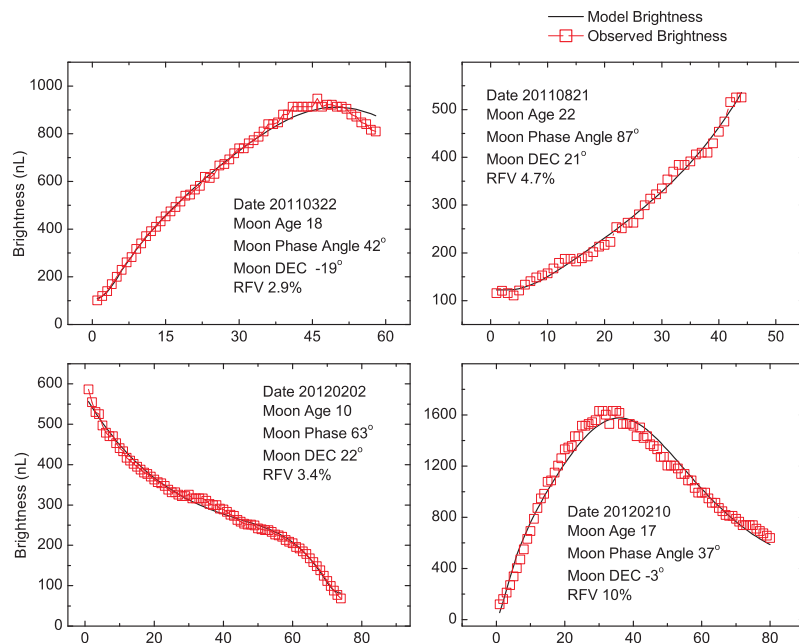 Model Brightness
Observed Brightness
1000
800
600
400
200
0
0 15 30 45 60
Brightness (nL)
Date 20110322
Moon Age 18
Moon Phase Angle 42°
Moon DEC -19°
RFV 2.9%
500
400
300
200
100
0 10 20 30 40 50
Date 20110821
Moon Age 22
Moon Phase Angle 87°
Moon DEC 21°
RFV 4.7%
600
500
400
300
200
100
0
0 20 40 60 80
Brightness (nL)
Date 20120202
Moon Age 10
Moon Phase 63°
Moon DEC 22°
RFV 3.4%
1600
1200
800
400
0
0 20 40 60 80
Date 20120210
Moon Age 17
Moon Phase Angle 37°
Moon DEC -3°
RFV 10%